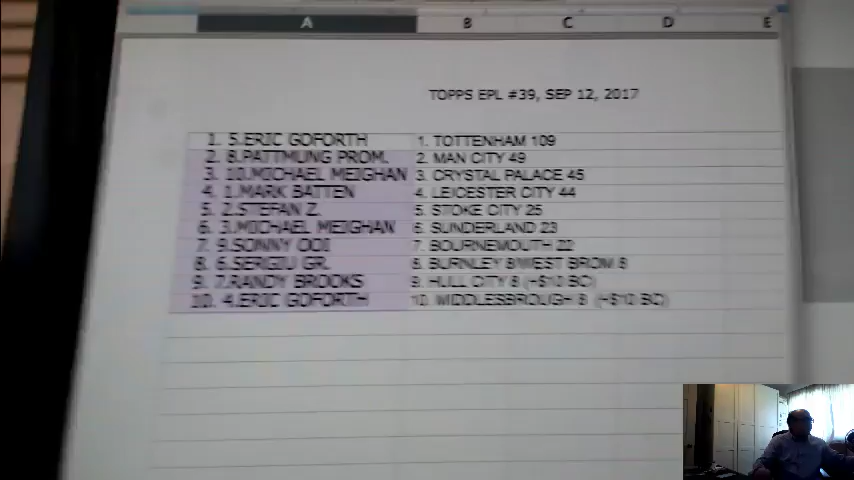 A B C D E
TOPPS EPL #39, SEP 12, 2017
1. 5.ERIC GOFORTH 1. TOTTENHAM 109
2. 8.PATTMUNG PROM. 2. MAN CITY 49
3. 10.MICHAEL MEIGHAN 3. CRYSTAL PALACE 45
4. 1.MARK BATTEN 4. LEICESTER CITY 44
5. 2.STEFAN Z. 5. STOKE CITY 25
6. 3.MICHAEL MEIGHAN 6. SUNDERLAND 23
7. 9.SONNY OOI 7. BOURNEMOUTH 22
8. 6.SERGIU GR. 8. BURNLEY 8/WEST BROM 8
9. 7.RANDY BROOKS 9. HULL CITY 8 (+$10 BC)
10. 4.ERIC GOFORTH 10. MIDDLESBROUGH 8 (+$10 BC)